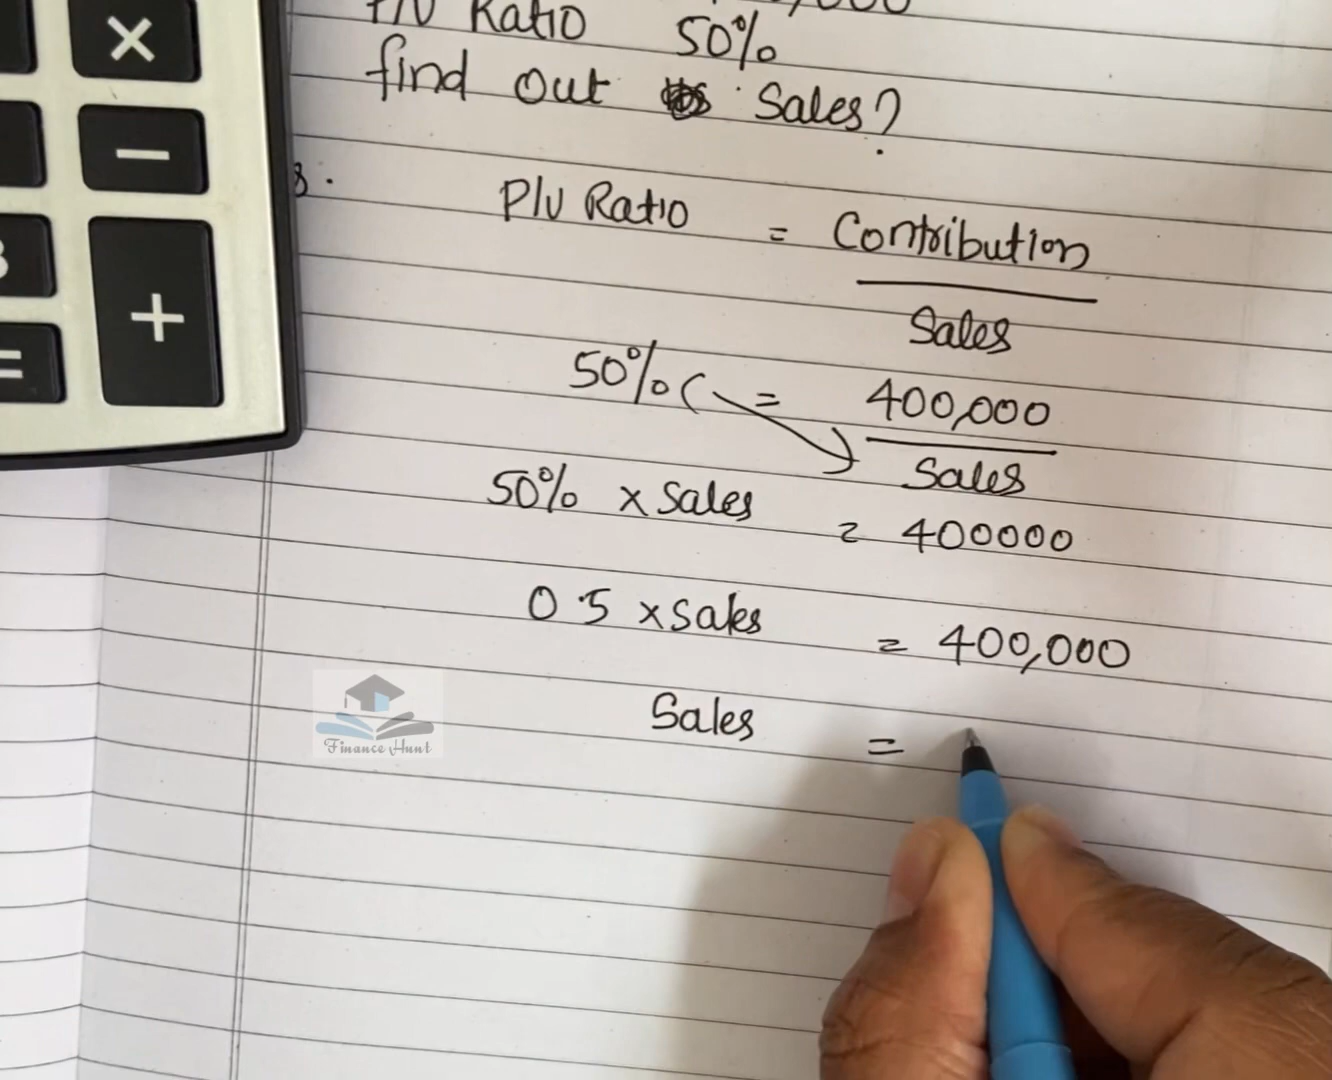 P/V Ratio 50%
find out Sales?
P/V Ratio = Contribution
Sales
50% = 400,000
Sales
50% x Sales = 400000
0.5 x Sales = 400,000
Sales =
Finance Hunt
×
−
+
=